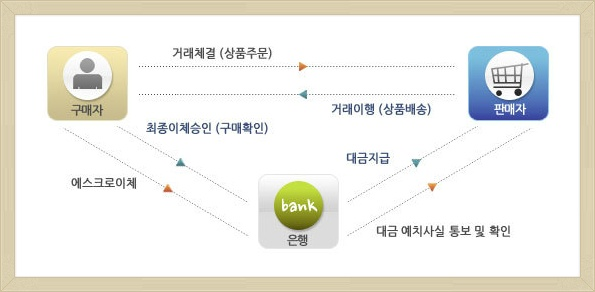 거래체결 (상품주문)
구매자
판매자
거래이행 (상품배송)
최종이체승인 (구매확인)
대금지급
에스크로이체
bank
은행
대금 예치사실 통보 및 확인